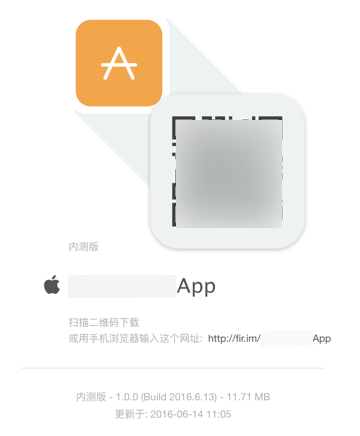 内测版
App
扫描二维码下载
或用手机浏览器输入这个网址: http://fir.im/ App
内测版 - 1.0.0 (Build 2016.6.13) - 11.71 MB
更新于: 2016-06-14 11:05